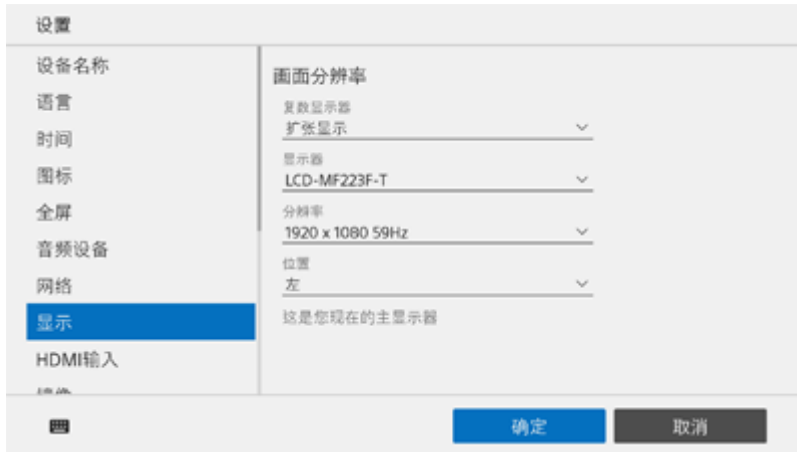 设置
设备名称
语言
时间
图标
全屏
音频设备
网络
显示
HDMI输入
镜像
画面分辨率
复数显示器
扩张显示
显示器
LCD-MF223F-T
分辨率
1920 x 1080 59Hz
位置
左
这是您现在的主显示器
确定
取消